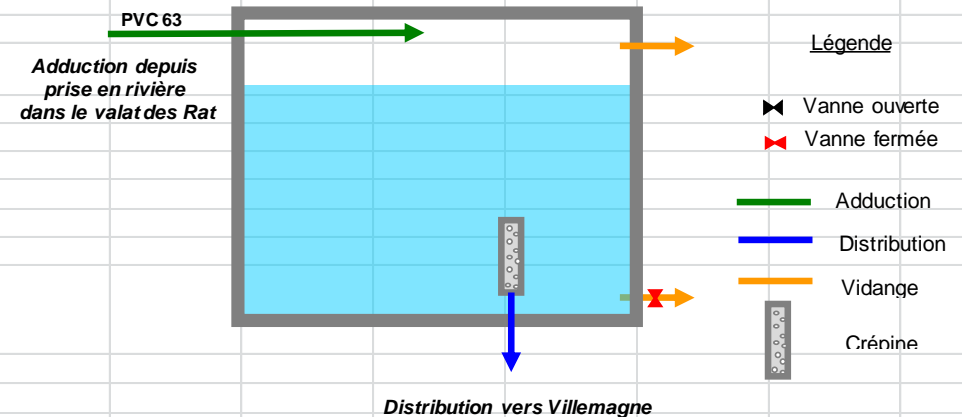 PVC 63
Adduction depuis
prise en rivière
dans le valat des Rat
Distribution vers Villemagne
Légende
Vanne ouverte
Vanne fermée
Adduction
Distribution
Vidange
Crépine